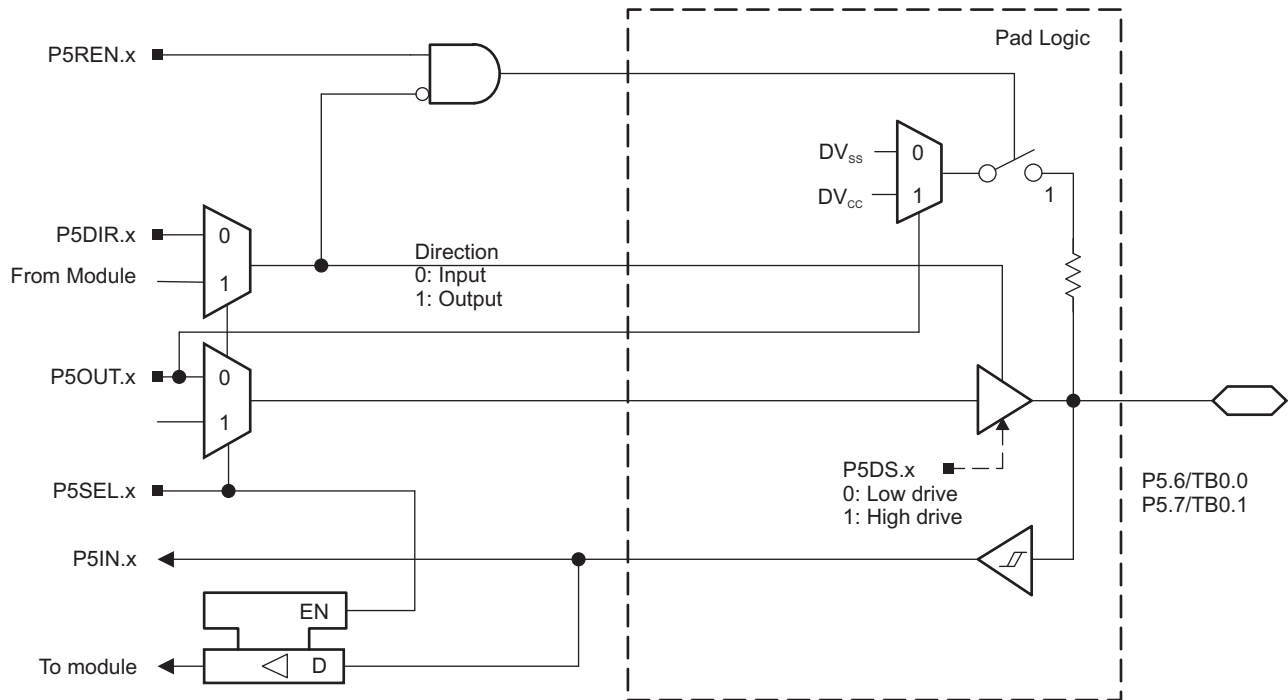 Pad Logic
P5REN.x
DVSS
0
DVCC
1
1
P5DIR.x
0
From Module
1
Direction
0: Input
1: Output
P5OUT.x
0
1
P5DS.x
0: Low drive
1: High drive
P5.6/TB0.0
P5.7/TB0.1
P5SEL.x
P5IN.x
EN
To module
D